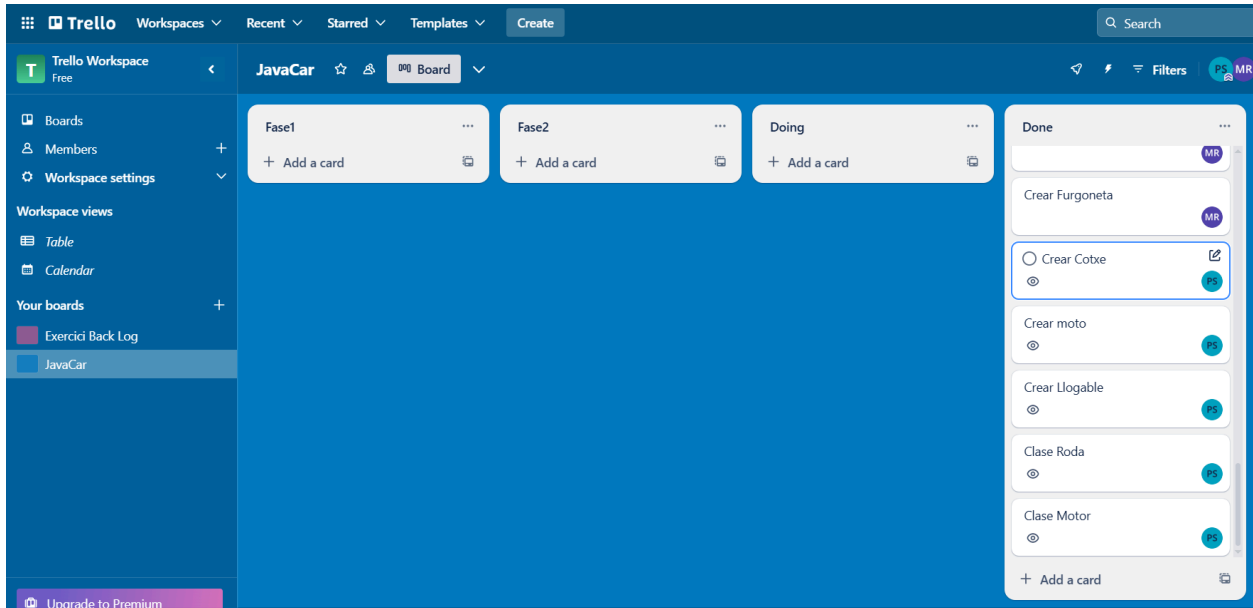 Trello
Workspaces
Recent
Starred
Templates
Create
Search
T
Trello Workspace
Free
JavaCar
Board
Filters
PS
MR
Boards
Members
Workspace settings
Workspace views
Table
Calendar
Your boards
Exercici Back Log
JavaCar
Upgrade to Premium
Fase1
Add a card
Fase2
Add a card
Doing
Add a card
Done
MR
Crear Furgoneta
MR
Crear Cotxe
PS
Crear moto
PS
Crear Llogable
PS
Clase Roda
PS
Clase Motor
PS
Add a card